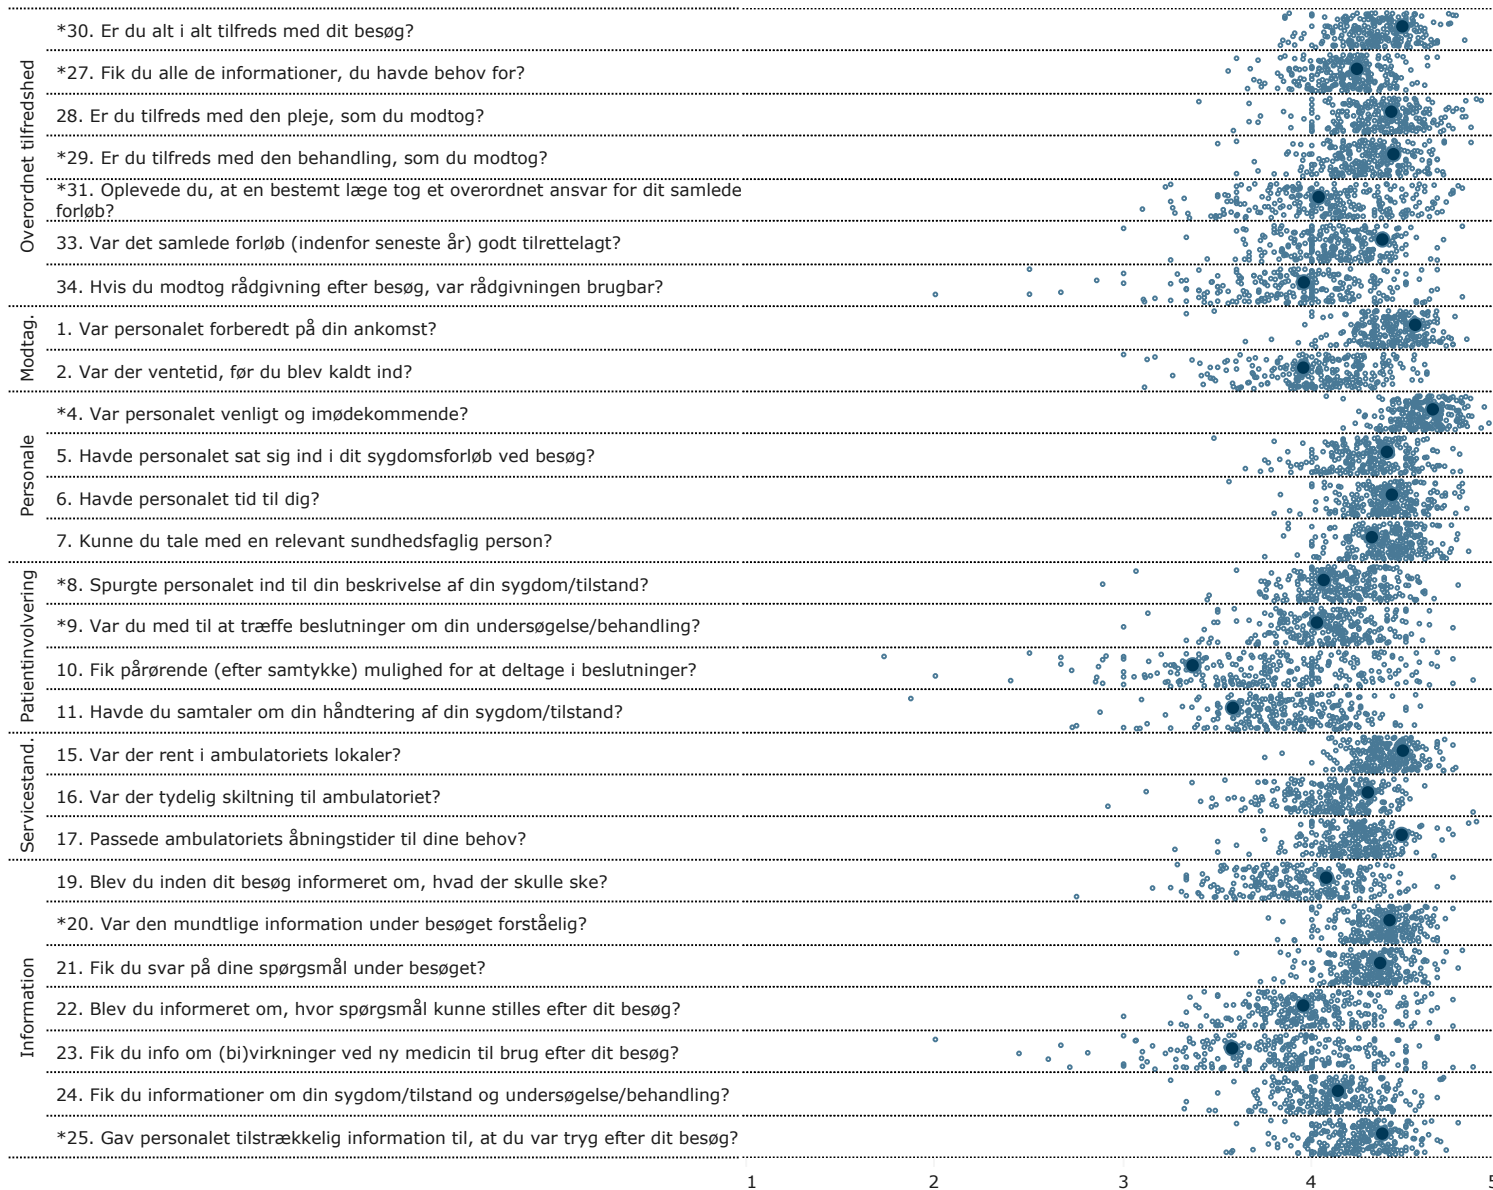 Overordnet tilfredshed
*30. Er du alt i alt tilfreds med dit besøg?
*27. Fik du alle de informationer, du havde behov for?
28. Er du tilfreds med den pleje, som du modtog?
*29. Er du tilfreds med den behandling, som du modtog?
*31. Oplevede du, at en bestemt læge tog et overordnet ansvar for dit samlede
forløb?
33. Var det samlede forløb (indenfor seneste år) godt tilrettelagt?
34. Hvis du modtog rådgivning efter besøg, var rådgivningen brugbar?
Modtag.
1. Var personalet forberedt på din ankomst?
2. Var der ventetid, før du blev kaldt ind?
Personale
*4. Var personalet venligt og imødekommende?
5. Havde personalet sat sig ind i dit sygdomsforløb ved besøg?
6. Havde personalet tid til dig?
7. Kunne du tale med en relevant sundhedsfaglig person?
Patientinvolvering
*8. Spurgte personalet ind til din beskrivelse af din sygdom/tilstand?
*9. Var du med til at træffe beslutninger om din undersøgelse/behandling?
10. Fik pårørende (efter samtykke) mulighed for at deltage i beslutninger?
11. Havde du samtaler om din håndtering af din sygdom/tilstand?
Servicestand.
15. Var der rent i ambulatoriets lokaler?
16. Var der tydelig skiltning til ambulatoriet?
17. Passede ambulatoriets åbningstider til dine behov?
Information
19. Blev du inden dit besøg informeret om, hvad der skulle ske?
*20. Var den mundtlige information under besøget forståelig?
21. Fik du svar på dine spørgsmål under besøget?
22. Blev du informeret om, hvor spørgsmål kunne stilles efter dit besøg?
23. Fik du info om (bi)virkninger ved ny medicin til brug efter dit besøg?
24. Fik du informationer om din sygdom/tilstand og undersøgelse/behandling?
*25. Gav personalet tilstrækkelig information til, at du var tryg efter dit besøg?
1 2 3 4 5